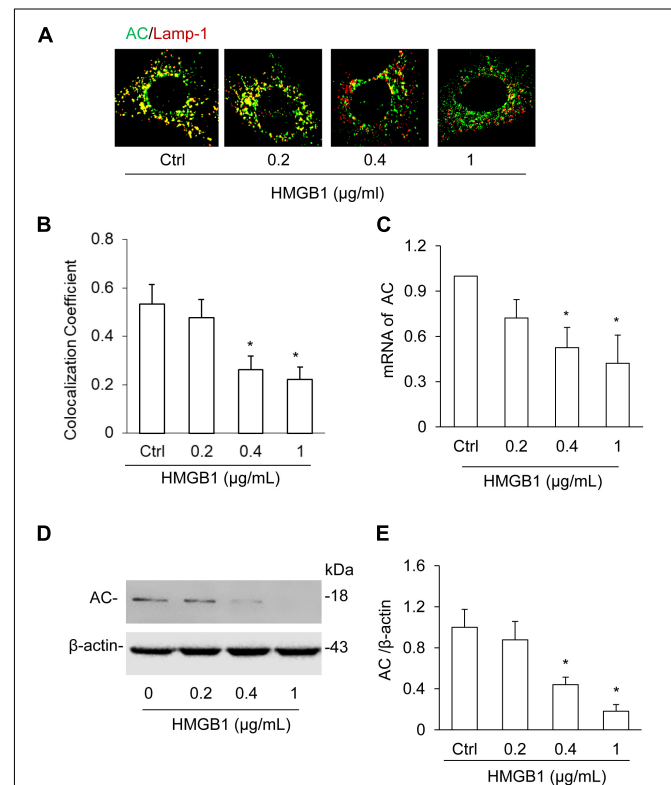 A
AC/Lamp-1
Ctrl 0.2 0.4 1
HMGB1 (μg/ml)
B
0.8
0.6
0.4
0.2
0
Colocalization Coefficient
*
*
Ctrl 0.2 0.4 1
HMGB1 (μg/mL)
C
1.2
0.9
0.6
0.3
0
mRNA of AC
*
*
Ctrl 0.2 0.4 1
HMGB1 (μg/mL)
D
kDa
AC- -18
β-actin- -43
0 0.2 0.4 1
HMGB1 (μg/mL)
E
1.6
1.2
0.8
0.4
0
AC /β-actin
*
*
Ctrl 0.2 0.4 1
HMGB1 (μg/mL)